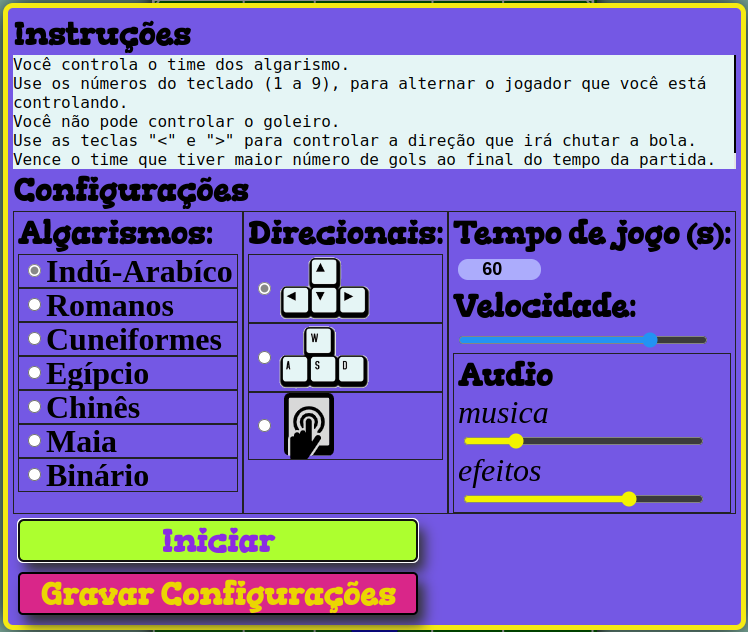 Instruções
Você controla o time dos algarismo.
Use os números do teclado (1 a 9), para alternar o jogador que você está
controlando.
Você não pode controlar o goleiro.
Use as teclas "<" e ">" para controlar a direção que irá chutar a bola.
Vence o time que tiver maior número de gols ao final do tempo da partida.
Configurações
Algarismos:
Indú-Arabíco
Romanos
Cuneiformes
Egípcio
Chinês
Maia
Binário
Direcionais:
W
A S D
Tempo de jogo (s):
60
Velocidade:
Audio
musica
efeitos
Iniciar
Gravar Configurações